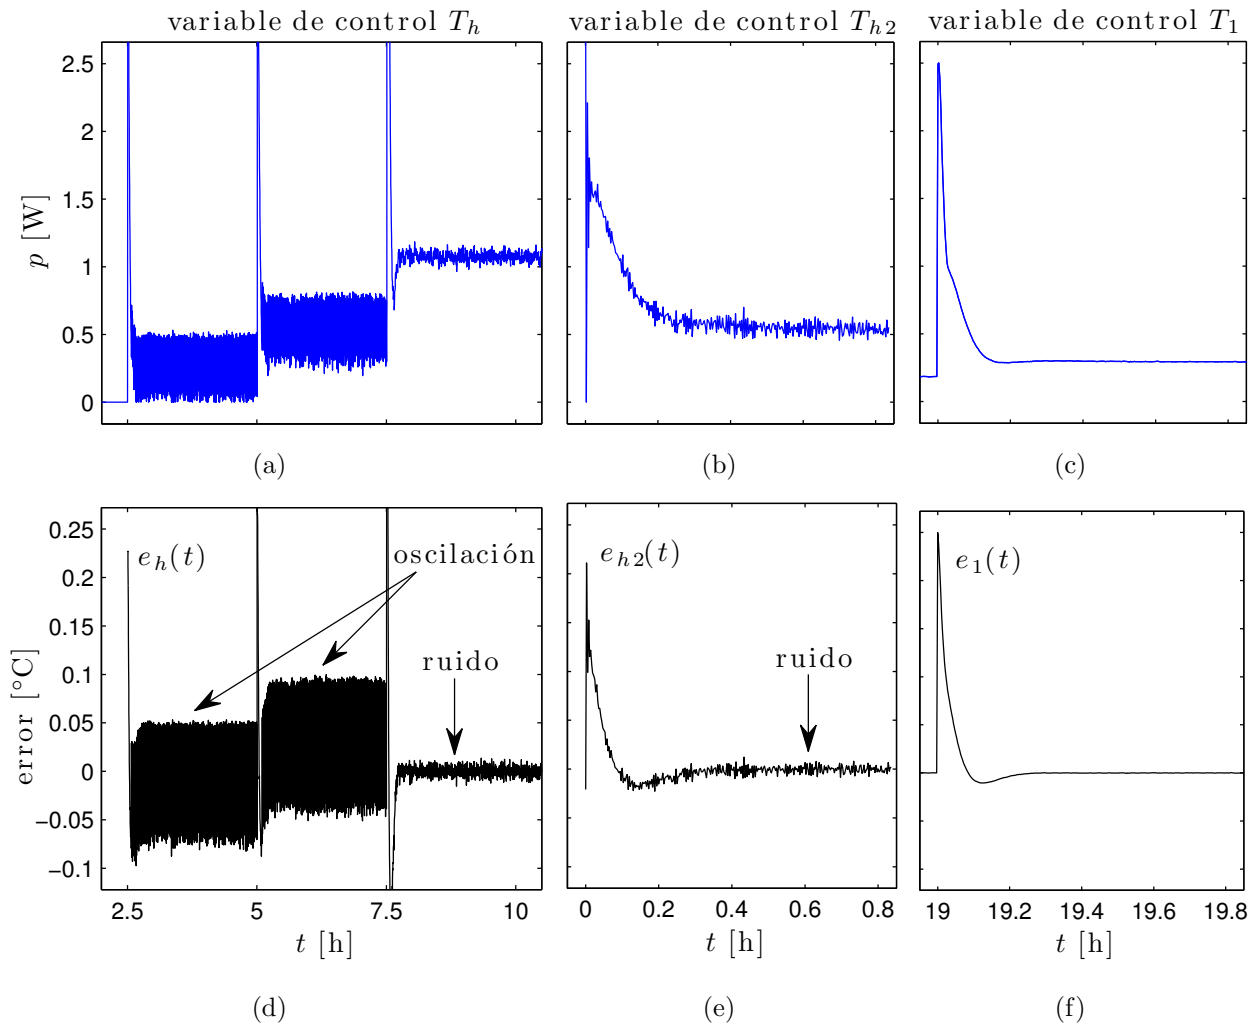 variable de control T_h
variable de control T_h2
variable de control T_1
p [W]
2.5
2
1.5
1
0.5
0
(a)
(b)
(c)
error [°C]
0.25
0.2
0.15
0.1
0.05
0
−0.05
−0.1
e_h(t)
oscilación
ruido
e_h2(t)
ruido
e_1(t)
2.5 5 7.5 10
0 0.2 0.4 0.6 0.8
19 19.2 19.4 19.6 19.8
t [h]
t [h]
t [h]
(d)
(e)
(f)